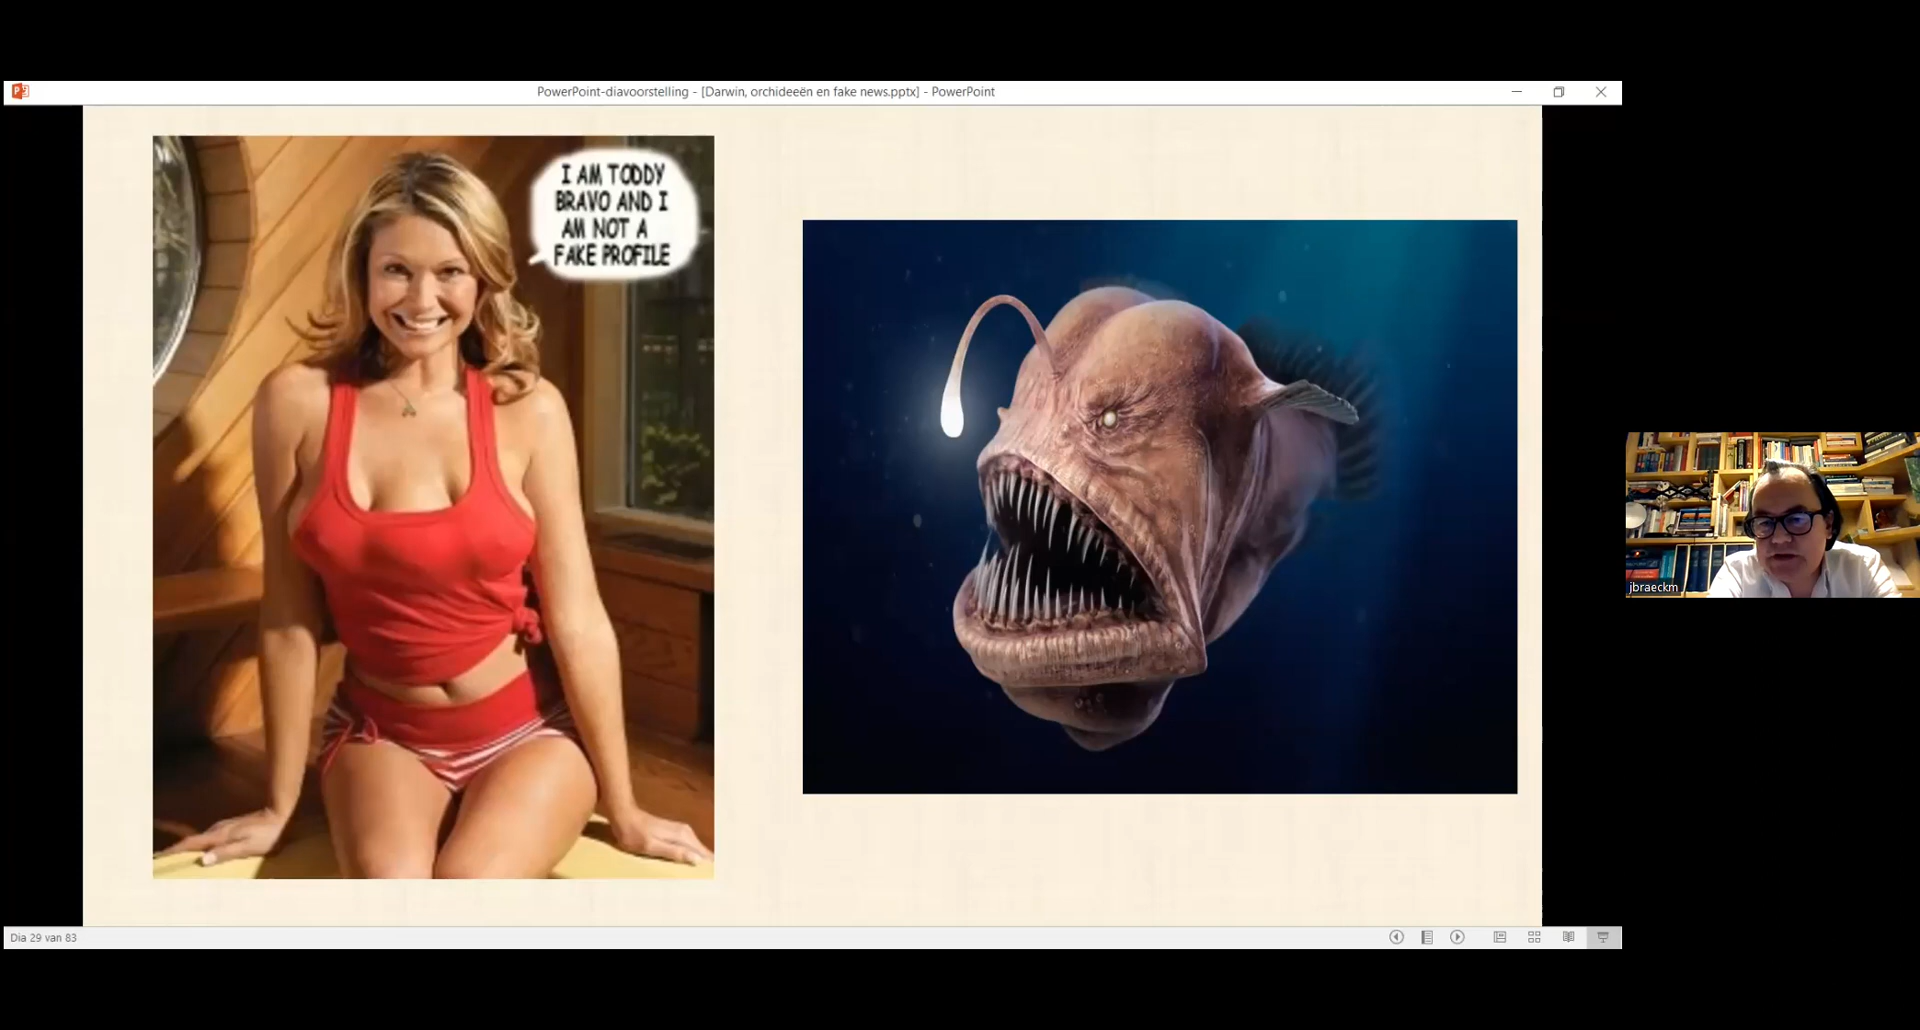 PowerPoint-diavoorstelling - [Darwin, orchideeën en fake news.pptx] - PowerPoint
I AM TODDY
BRAVO AND I
AM NOT A
FAKE PROFILE
jbraeckm
Dia 29 van 83